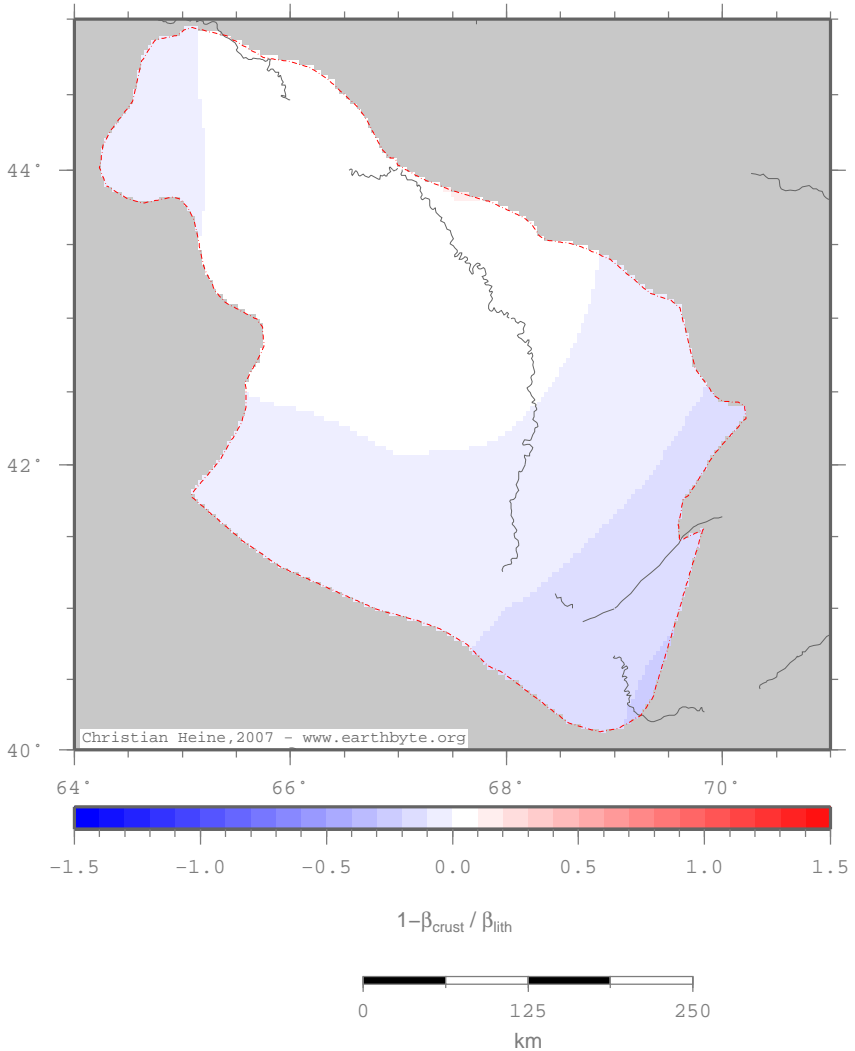 44°
42°
40°
Christian Heine,2007 - www.earthbyte.org
64° 66° 68° 70°
-1.5 -1.0 -0.5 0.0 0.5 1.0 1.5
1-βcrust / βlith
0 125 250
km